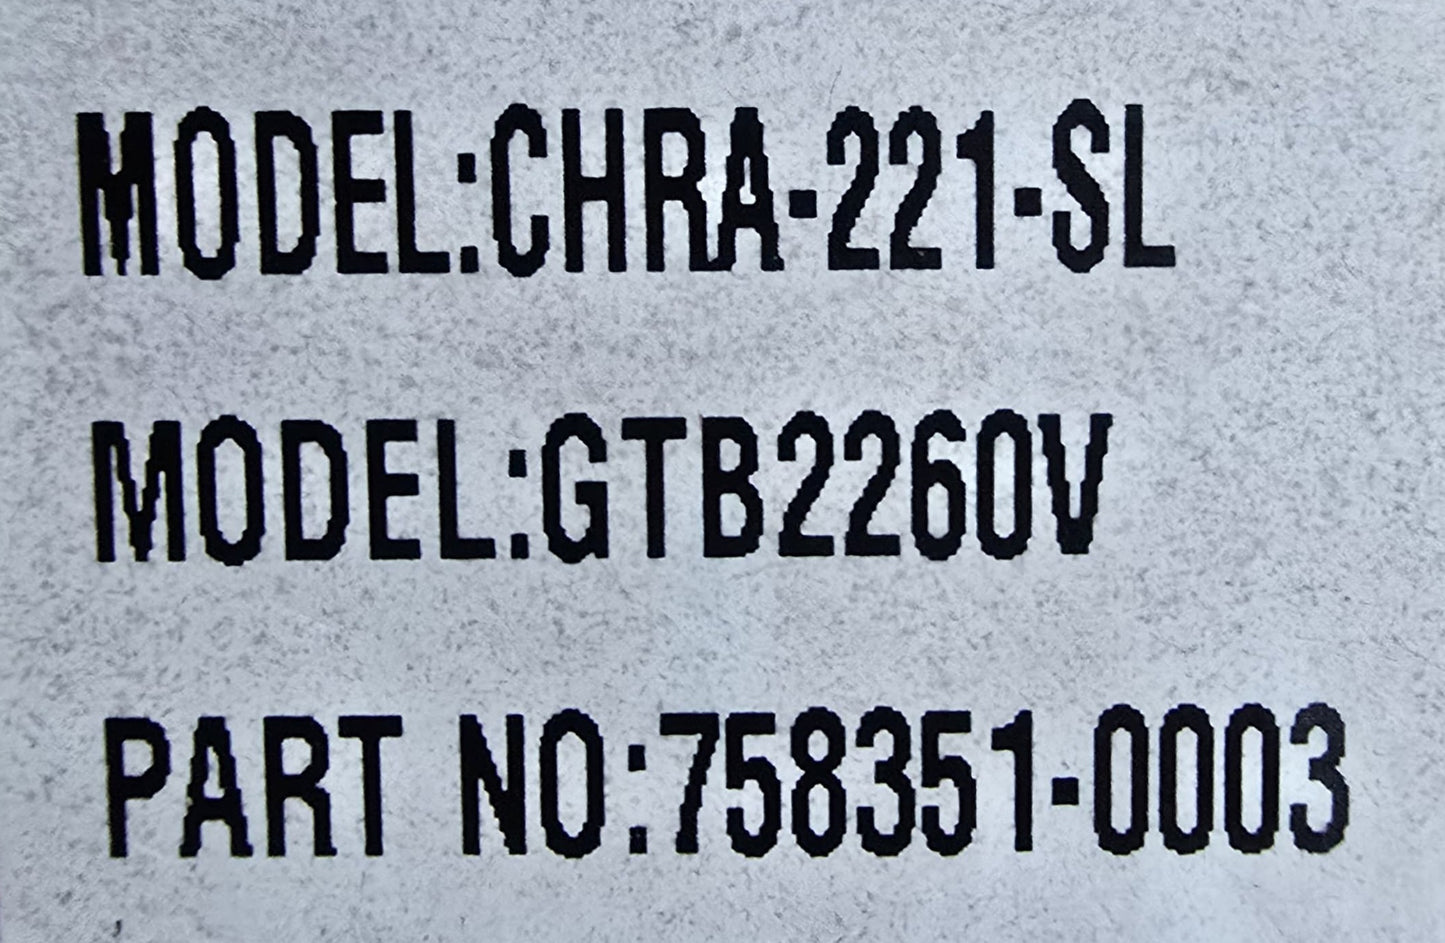 MODEL:CHRA-221-SL
MODEL:GTB2260V
PART NO:758351-0003